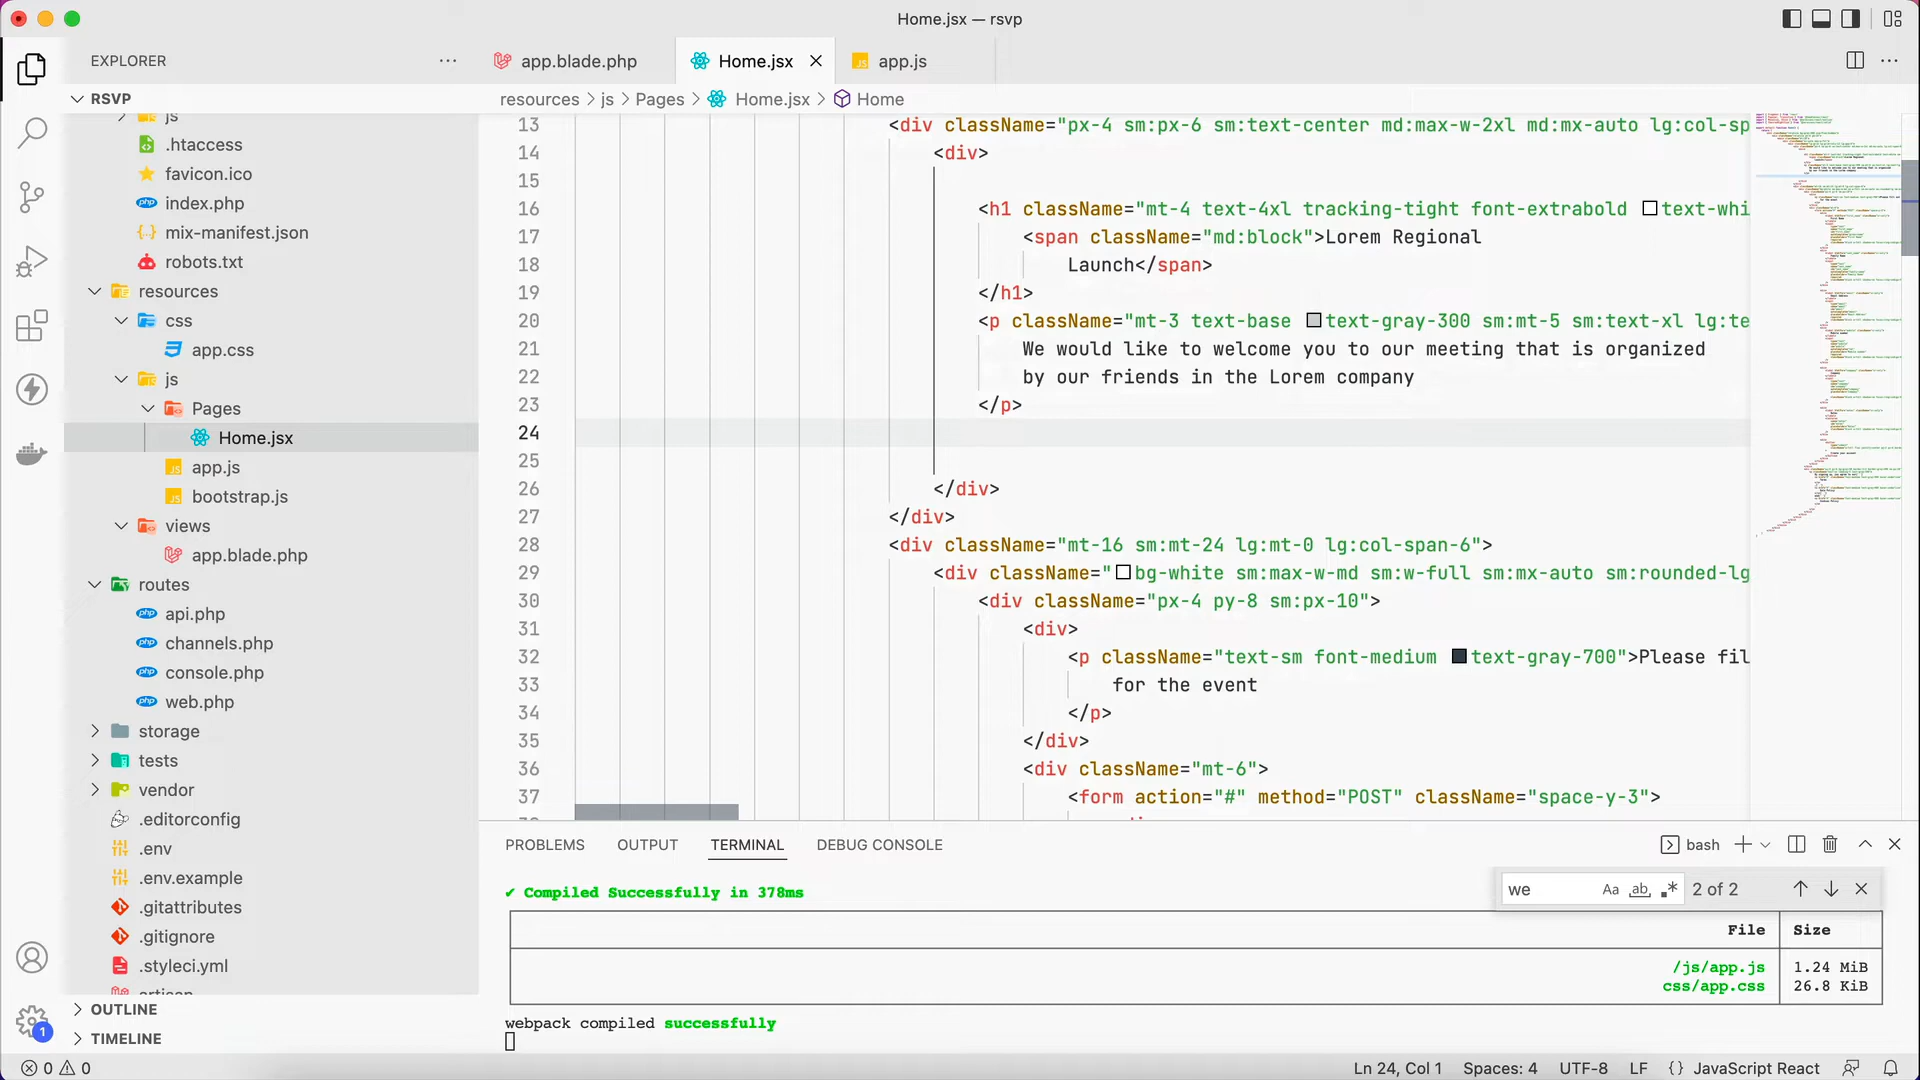 Home.jsx — rsvp
EXPLORER
app.blade.php
Home.jsx
app.js
RSVP
resources > js > Pages > Home.jsx > Home
js
.htaccess
favicon.ico
index.php
mix-manifest.json
robots.txt
resources
css
app.css
js
Pages
Home.jsx
app.js
bootstrap.js
views
app.blade.php
routes
api.php
channels.php
console.php
web.php
storage
tests
vendor
.editorconfig
.env
.env.example
.gitattributes
.gitignore
.styleci.yml
artisan
OUTLINE
TIMELINE
1
13 <div className="px-4 sm:px-6 sm:text-center md:max-w-2xl md:mx-auto lg:col-sp
14 <div>
15
16 <h1 className="mt-4 text-4xl tracking-tight font-extrabold text-whi
17 <span className="md:block">Lorem Regional
18 Launch</span>
19 </h1>
20 <p className="mt-3 text-base text-gray-300 sm:mt-5 sm:text-xl lg:te
21 We would like to welcome you to our meeting that is organized
22 by our friends in the Lorem company
23 </p>
24
25
26 </div>
27 </div>
28 <div className="mt-16 sm:mt-24 lg:mt-0 lg:col-span-6">
29 <div className="bg-white sm:max-w-md sm:w-full sm:mx-auto sm:rounded-lg
30 <div className="px-4 py-8 sm:px-10">
31 <div>
32 <p className="text-sm font-medium text-gray-700">Please fil
33 for the event
34 </p>
35 </div>
36 <div className="mt-6">
37 <form action="#" method="POST" className="space-y-3">
PROBLEMS OUTPUT TERMINAL DEBUG CONSOLE
bash
we Aa ab 2 of 2
✔ Compiled Successfully in 378ms
File Size
/js/app.js 1.24 MiB
css/app.css 26.8 KiB
webpack compiled successfully
0 0
Ln 24, Col 1 Spaces: 4 UTF-8 LF {} JavaScript React